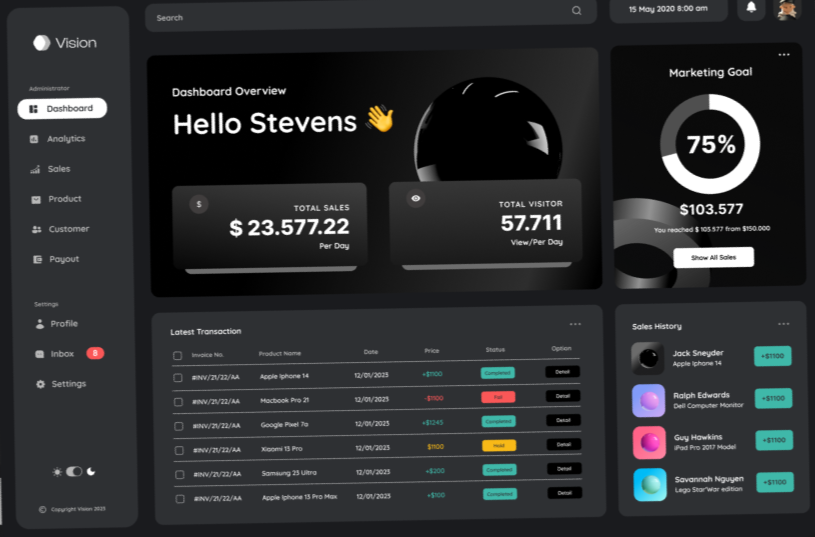 Vision
Administrator
Dashboard
Analytics
Sales
Product
Customer
Payout
Settings
Profile
Inbox 8
Settings
Copyright Vision 2023
Search
15 May 2020 8:00 am
Dashboard Overview
Hello Stevens 👋
$
TOTAL SALES
$ 23.577.22
Per Day
TOTAL VISITOR
57.711
View/Per Day
Marketing Goal
75%
$103.577
You reached $ 103.577 from $150.000
Show All Sales
Latest Transaction
Invoice No. Product Name Date Price Status Option
#INV/21/22/AA Apple Iphone 14 12/01/2023 +$1100 Completed Detail
#INV/21/22/AA Macbook Pro 21 12/01/2023 -$1100 Fail Detail
#INV/21/22/AA Google Pixel 7a 12/01/2023 +$1245 Completed Detail
#INV/21/22/AA Xiaomi 13 Pro 12/01/2023 $1100 Hold! Detail
#INV/21/22/AA Samsung 23 Ultra 12/01/2023 +$200 Completed Detail
#INV/21/22/AA Apple Iphone 13 Pro Max 12/01/2023 +$100 Completed Detail
Sales History
Jack Sneyder
Apple Iphone 14
+$1100
Ralph Edwards
Dell Computer Monitor
+$1100
Guy Hawkins
iPad Pro 2017 Model
+$1100
Savannah Nguyen
Lego Star'War edition
+$1100